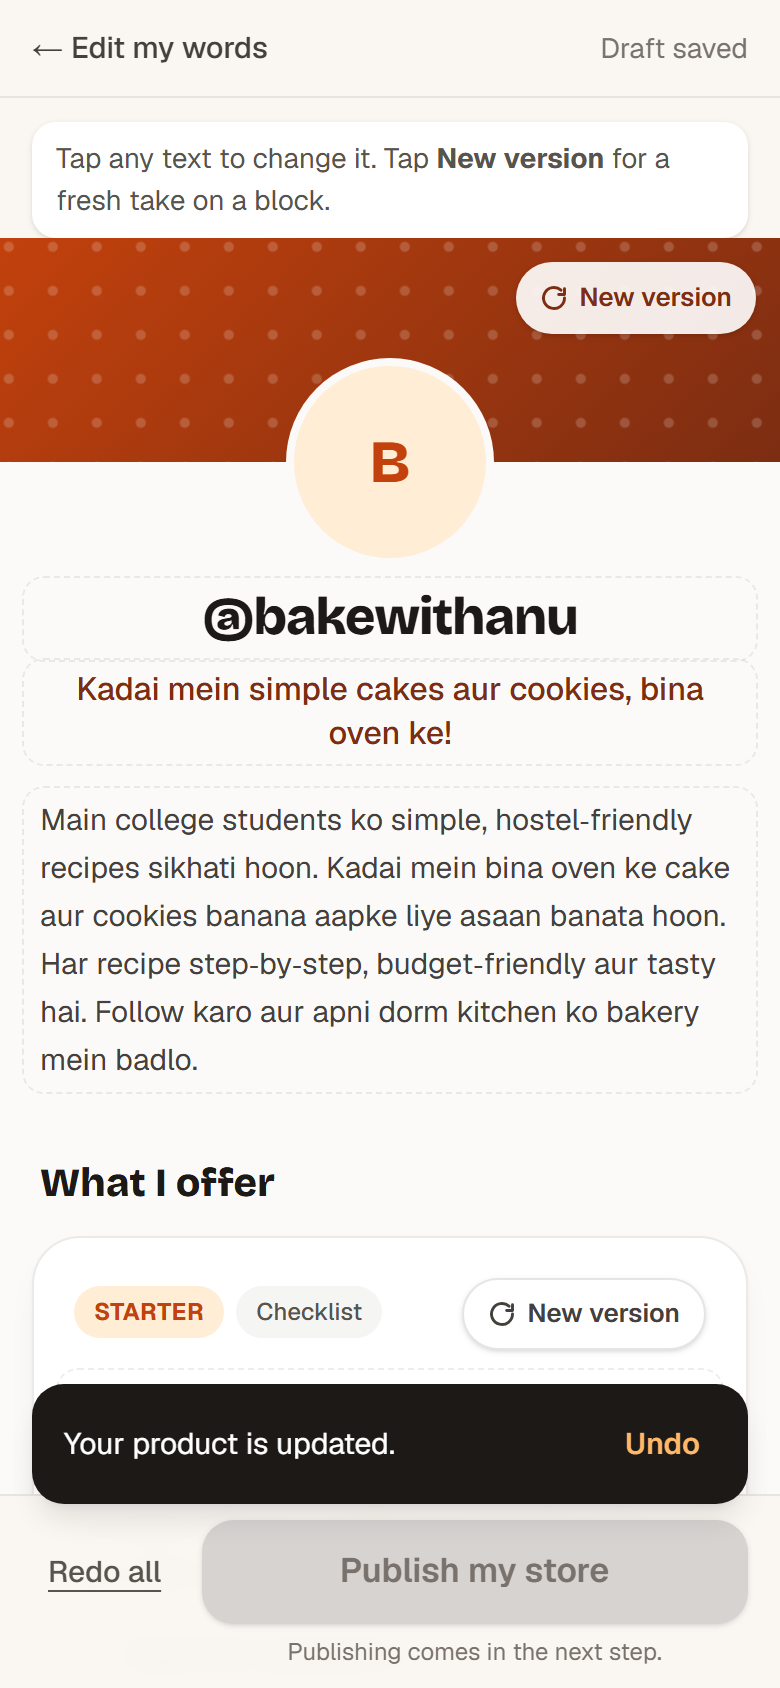 ← Edit my words
Draft saved
Tap any text to change it. Tap New version for a
fresh take on a block.
New version
B
@bakewithanu
Kadai mein simple cakes aur cookies, bina
oven ke!
Main college students ko simple, hostel-friendly
recipes sikhati hoon. Kadai mein bina oven ke cake
aur cookies banana aapke liye asaan banata hoon.
Har recipe step-by-step, budget-friendly aur tasty
hai. Follow karo aur apni dorm kitchen ko bakery
mein badlo.
What I offer
STARTER
Checklist
New version
Your product is updated.
Undo
Redo all
Publish my store
Publishing comes in the next step.